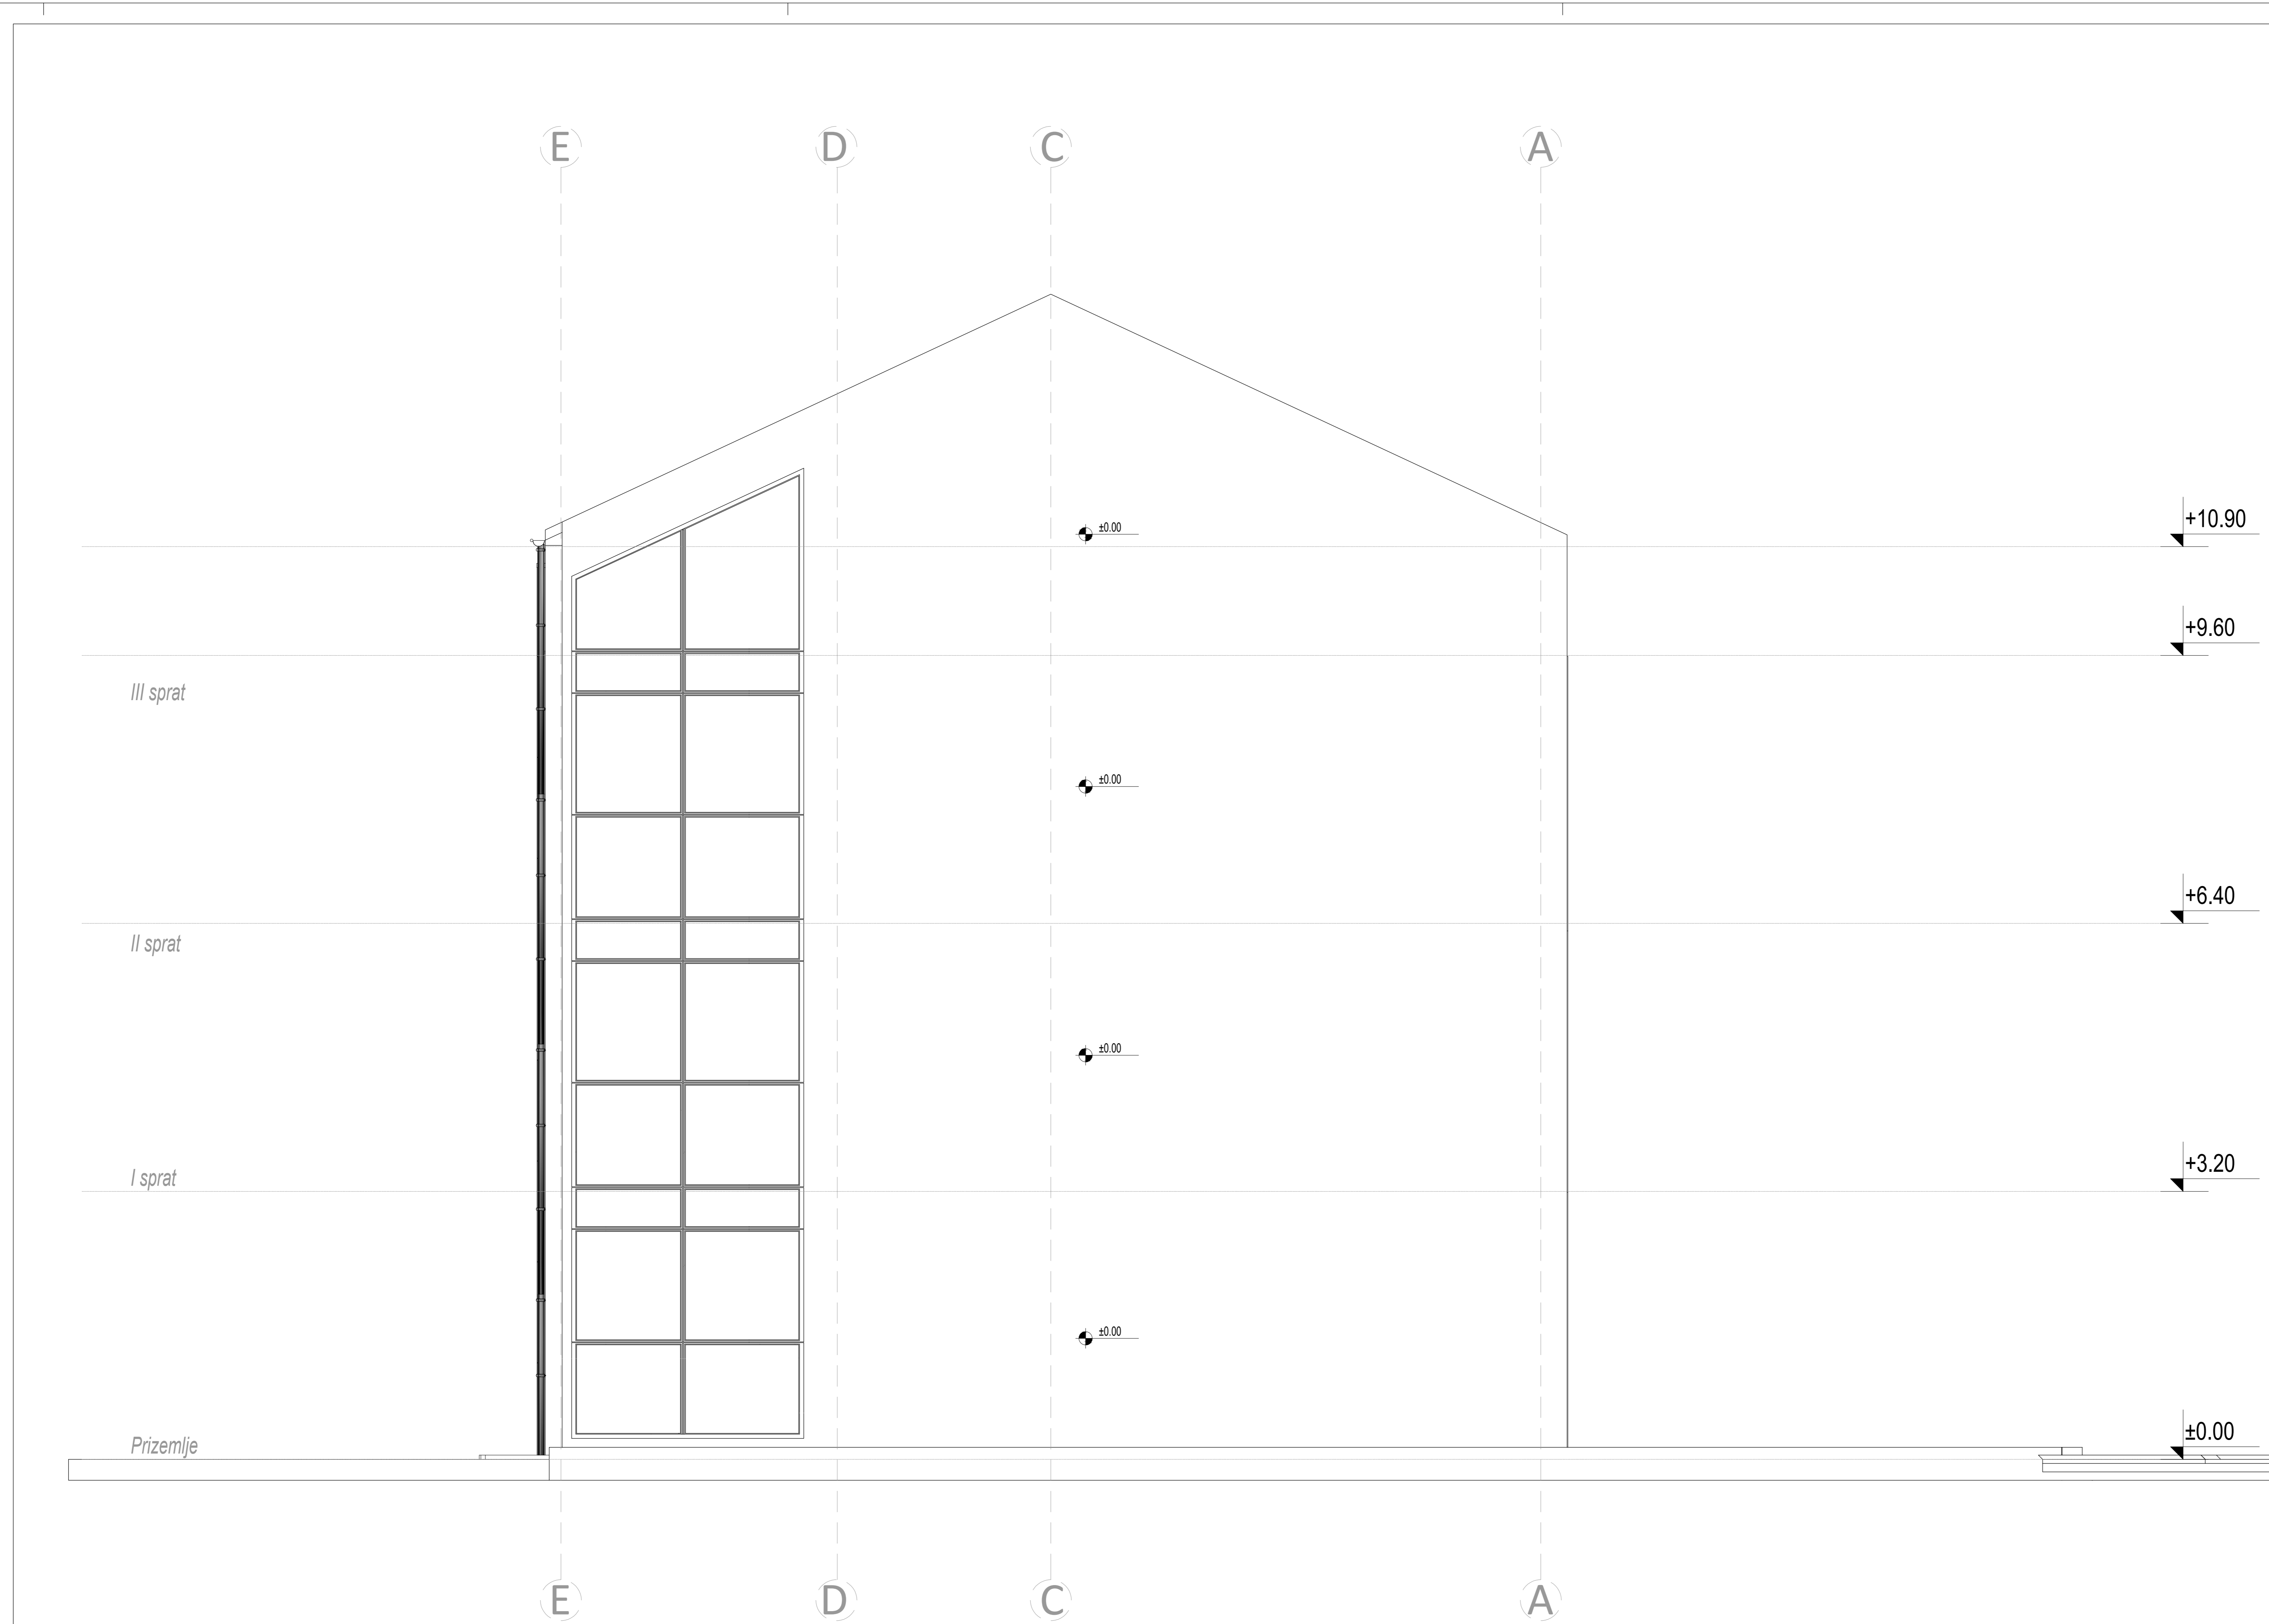 E D C A
±0.00
+10.90
+9.60
III sprat
±0.00
+6.40
II sprat
±0.00
+3.20
I sprat
±0.00
±0.00
Prizemlje
E D C A